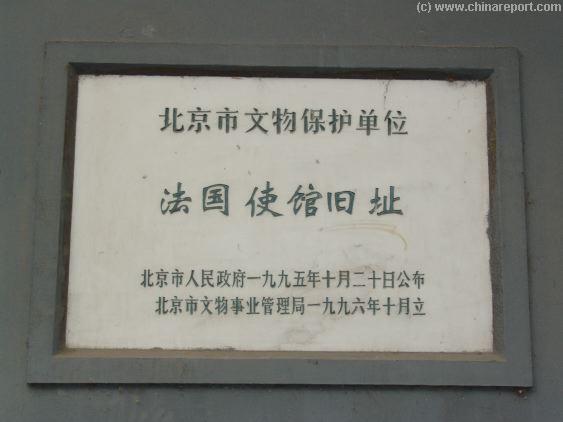 (c) www.chinareport.com
北京市文物保护单位
法国使馆旧址
北京市人民政府一九九五年十月二十日公布
北京市文物事业管理局一九九六年十月立